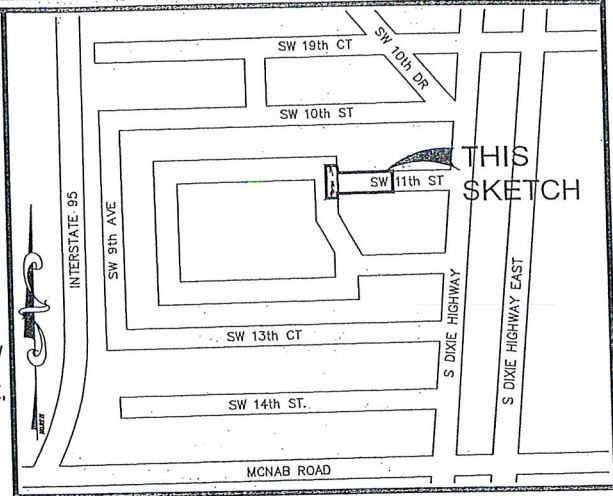 SW 19th CT
SW 10th DR
SW 10th ST
THIS
SKETCH
SW 11th ST
INTERSTATE 95
SW 9th AVE
S DIXIE HIGHWAY
S DIXIE HIGHWAY EAST
SW 13th CT
SW 14th ST.
MCNAB ROAD